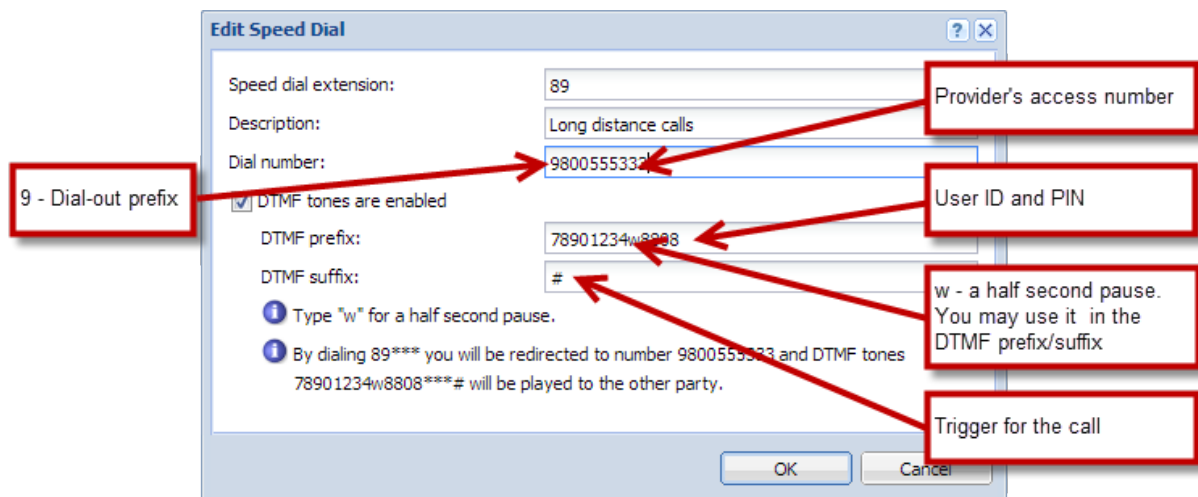 Edit Speed Dial
Speed dial extension:
89
Provider's access number
Description:
Long distance calls
Dial number:
9800555333
9 - Dial-out prefix
DTMF tones are enabled
User ID and PIN
DTMF prefix:
78901234w8808
DTMF suffix:
#
w - a half second pause.
You may use it in the
DTMF prefix/suffix
Type "w" for a half second pause.
By dialing 89*** you will be redirected to number 9800555333 and DTMF tones
78901234w8808***# will be played to the other party.
Trigger for the call
OK
Cancel